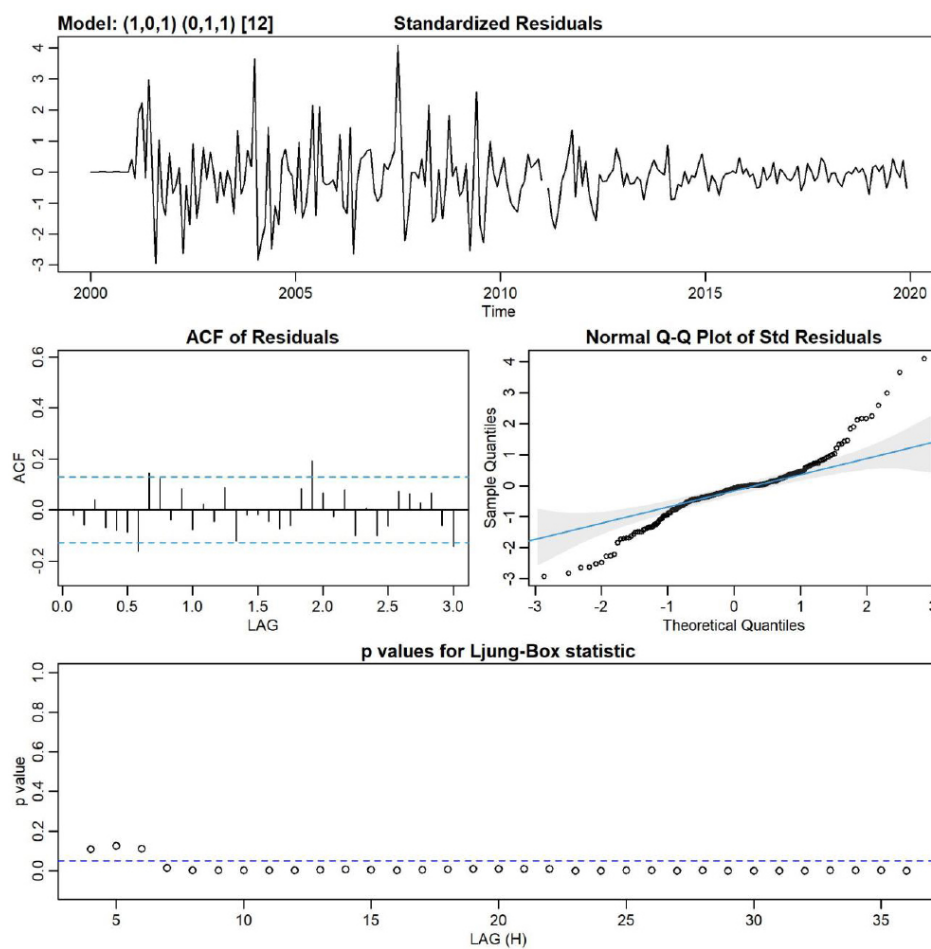 Model: (1,0,1) (0,1,1) [12] Standardized Residuals
4
3
2
1
0
-1
-2
-3
2000 2005 2010 2015 2020
Time
ACF of Residuals
0.6
0.4
0.2
0.0
-0.2
ACF
0.0 0.5 1.0 1.5 2.0 2.5 3.0
LAG
Normal Q-Q Plot of Std Residuals
4
3
2
1
0
-1
-2
-3
Sample Quantiles
-3 -2 -1 0 1 2 3
Theoretical Quantiles
p values for Ljung-Box statistic
1.0
0.8
0.6
0.4
0.2
0.0
p value
5 10 15 20 25 30 35
LAG (H)